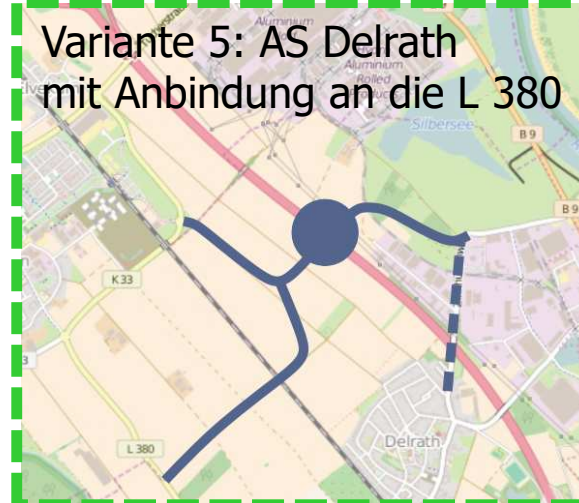 Variante 5: AS Delrath
mit Anbindung an die L 380
Aluminium
Aluminium
Rolled
Silbersee
B 9
B 9
K 33
L 380
Delrath